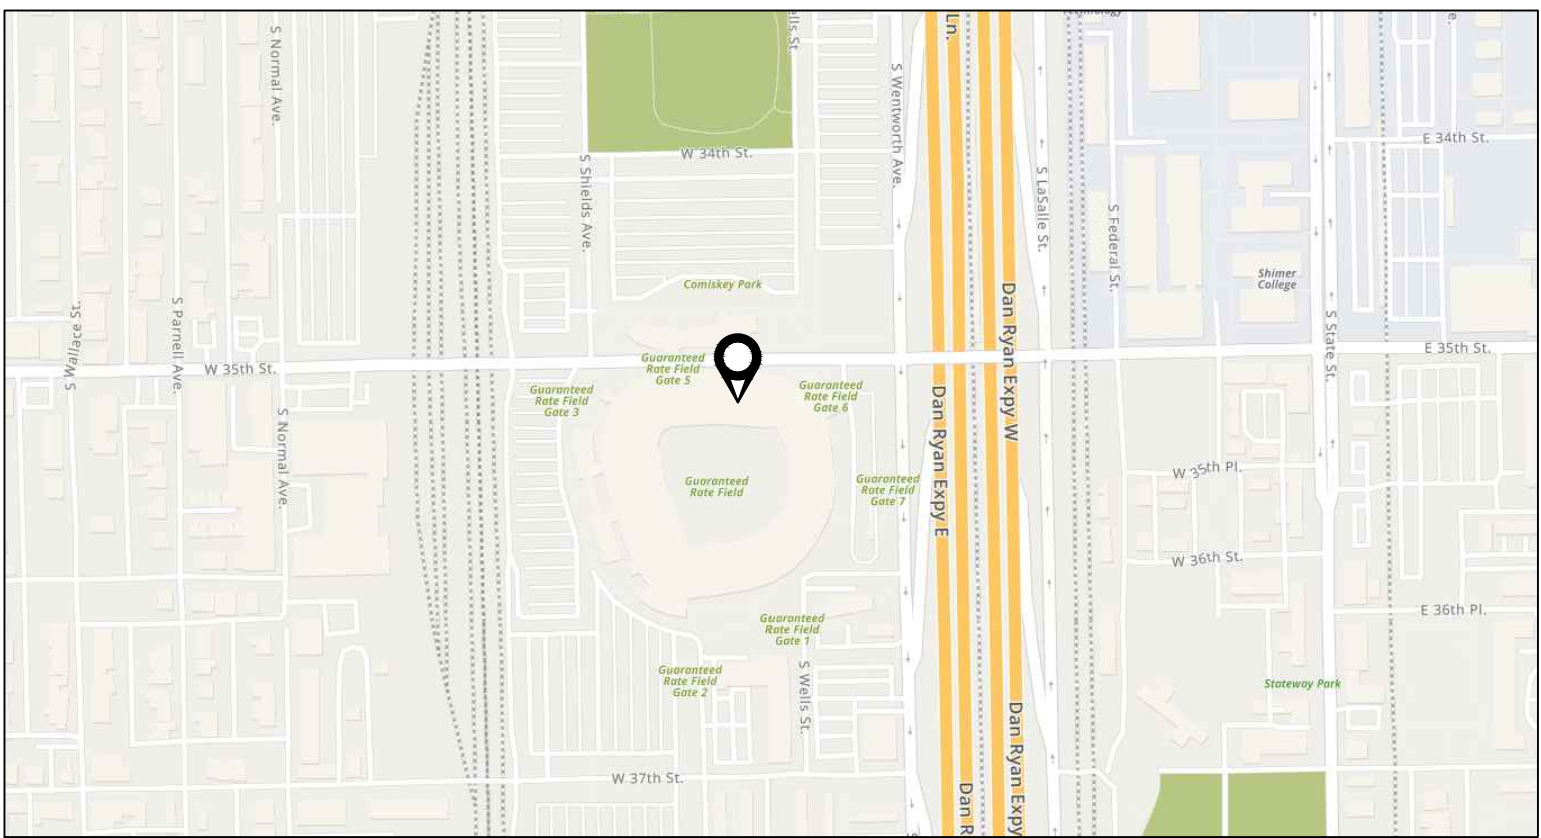 Technology
Ln.
S Normal Ave.
S Wentworth Ave.
W 34th St.
E 34th St.
S Shields Ave.
S LaSalle St.
S Federal St.
Comiskey Park
Shimer
College
S Wallace St.
S Parnell Ave.
Dan Ryan Expy W
S State St.
W 35th St.
E 35th St.
Guaranteed
Rate Field
Gate 5
Guaranteed
Rate Field
Gate 3
Guaranteed
Rate Field
Gate 6
S Normal Ave.
Dan Ryan Expy E
W 35th Pl.
Guaranteed
Rate Field
Guaranteed
Rate Field
Gate 7
W 36th St.
E 36th Pl.
Guaranteed
Rate Field
Gate 1
Guaranteed
Rate Field
Gate 2
S Wells St.
Stateway Park
Dan Ryan Expy
W 37th St.
Dan R